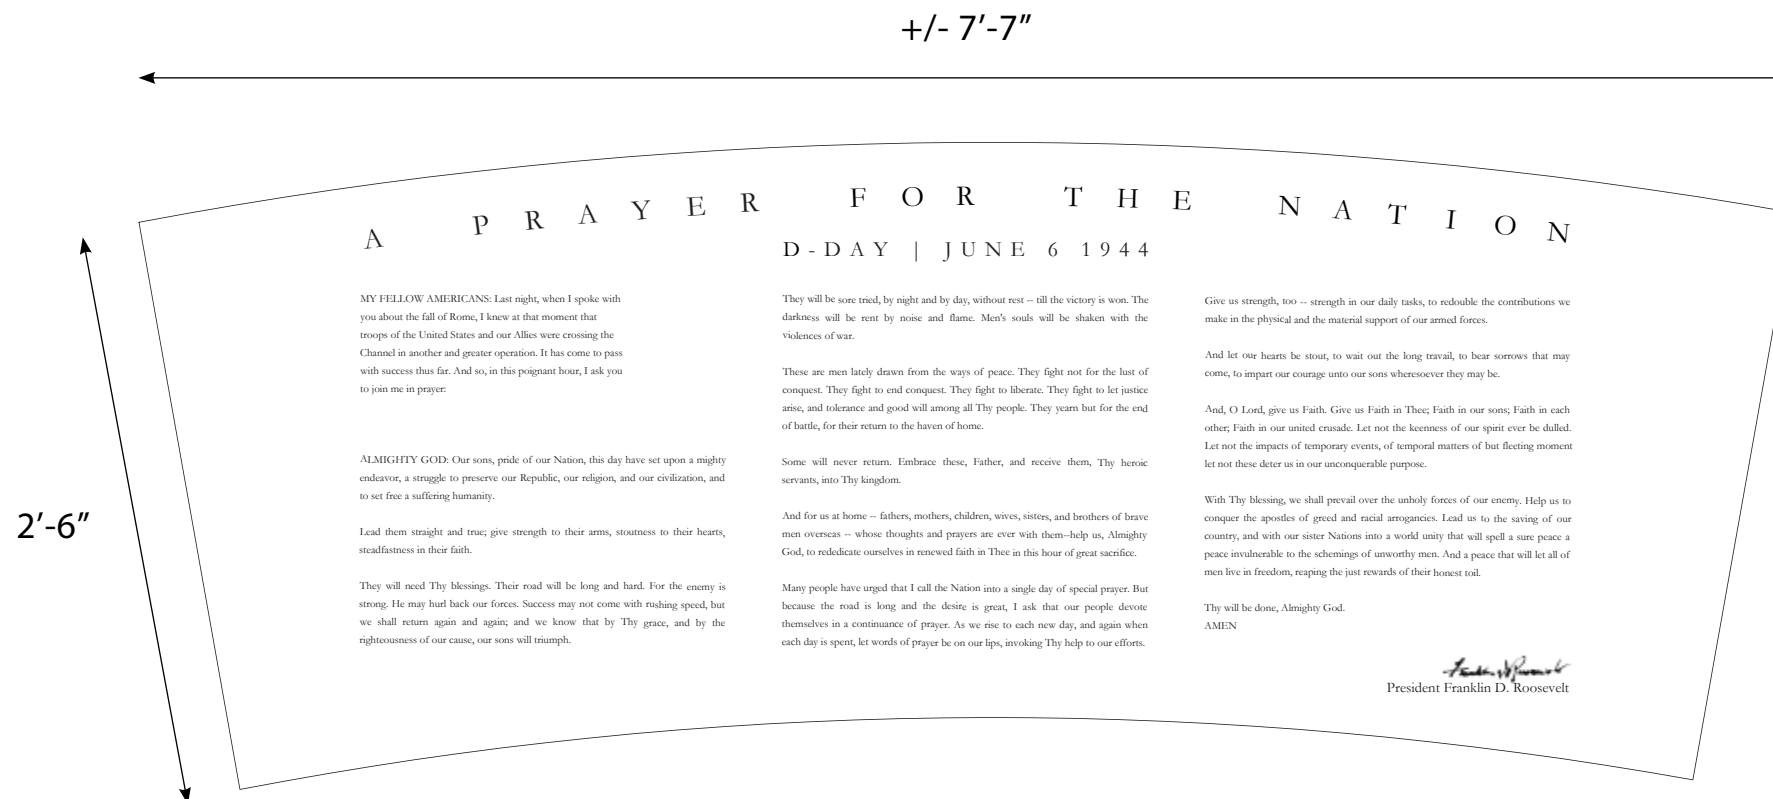 +/- 7’-7”
A PRAYER FOR THE NATION
D-DAY | JUNE 6 1944
MY FELLOW AMERICANS: Last night, when I spoke with
you about the fall of Rome, I knew at that moment that
troops of the United States and our Allies were crossing the
Channel in another and greater operation. It has come to pass
with success thus far. And so, in this poignant hour, I ask you
to join me in prayer:
ALMIGHTY GOD: Our sons, pride of our Nation, this day have set upon a mighty
endeavor, a struggle to preserve our Republic, our religion, and our civilization, and
to set free a suffering humanity.
Lead them straight and true; give strength to their arms, stoutness to their hearts,
steadfastness in their faith.
They will need Thy blessings. Their road will be long and hard. For the enemy is
strong. He may hurl back our forces. Success may not come with rushing speed, but
we shall return again and again; and we know that by Thy grace, and by the
righteousness of our cause, our sons will triumph.
They will be sore tried, by night and by day, without rest -- till the victory is won. The
darkness will be rent by noise and flame. Men's souls will be shaken with the
violences of war.
These are men lately drawn from the ways of peace. They fight not for the lust of
conquest. They fight to end conquest. They fight to liberate. They fight to let justice
arise, and tolerance and good will among all Thy people. They yearn but for the end
of battle, for their return to the haven of home.
Some will never return. Embrace these, Father, and receive them, Thy heroic
servants, into Thy kingdom.
And for us at home -- fathers, mothers, children, wives, sisters, and brothers of brave
men overseas -- whose thoughts and prayers are ever with them--help us, Almighty
God, to rededicate ourselves in renewed faith in Thee in this hour of great sacrifice.
Many people have urged that I call the Nation into a single day of special prayer. But
because the road is long and the desire is great, I ask that our people devote
themselves in a continuance of prayer. As we rise to each new day, and again when
each day is spent, let words of prayer be on our lips, invoking Thy help to our efforts.
Give us strength, too -- strength in our daily tasks, to redouble the contributions we
make in the physical and the material support of our armed forces.
And let our hearts be stout, to wait out the long travail, to bear sorrows that may
come, to impart our courage unto our sons wheresoever they may be.
And, O Lord, give us Faith. Give us Faith in Thee; Faith in our sons; Faith in each
other; Faith in our united crusade. Let not the keenness of our spirit ever be dulled.
Let not the impacts of temporary events, of temporal matters of but fleeting moment
let not these deter us in our unconquerable purpose.
With Thy blessing, we shall prevail over the unholy forces of our enemy. Help us to
conquer the apostles of greed and racial arrogancies. Lead us to the saving of our
country, and with our sister Nations into a world unity that will spell a sure peace a
peace invulnerable to the schemings of unworthy men. And a peace that will let all of
men live in freedom, reaping the just rewards of their honest toil.
Thy will be done, Almighty God.
AMEN
President Franklin D. Roosevelt
2’-6”